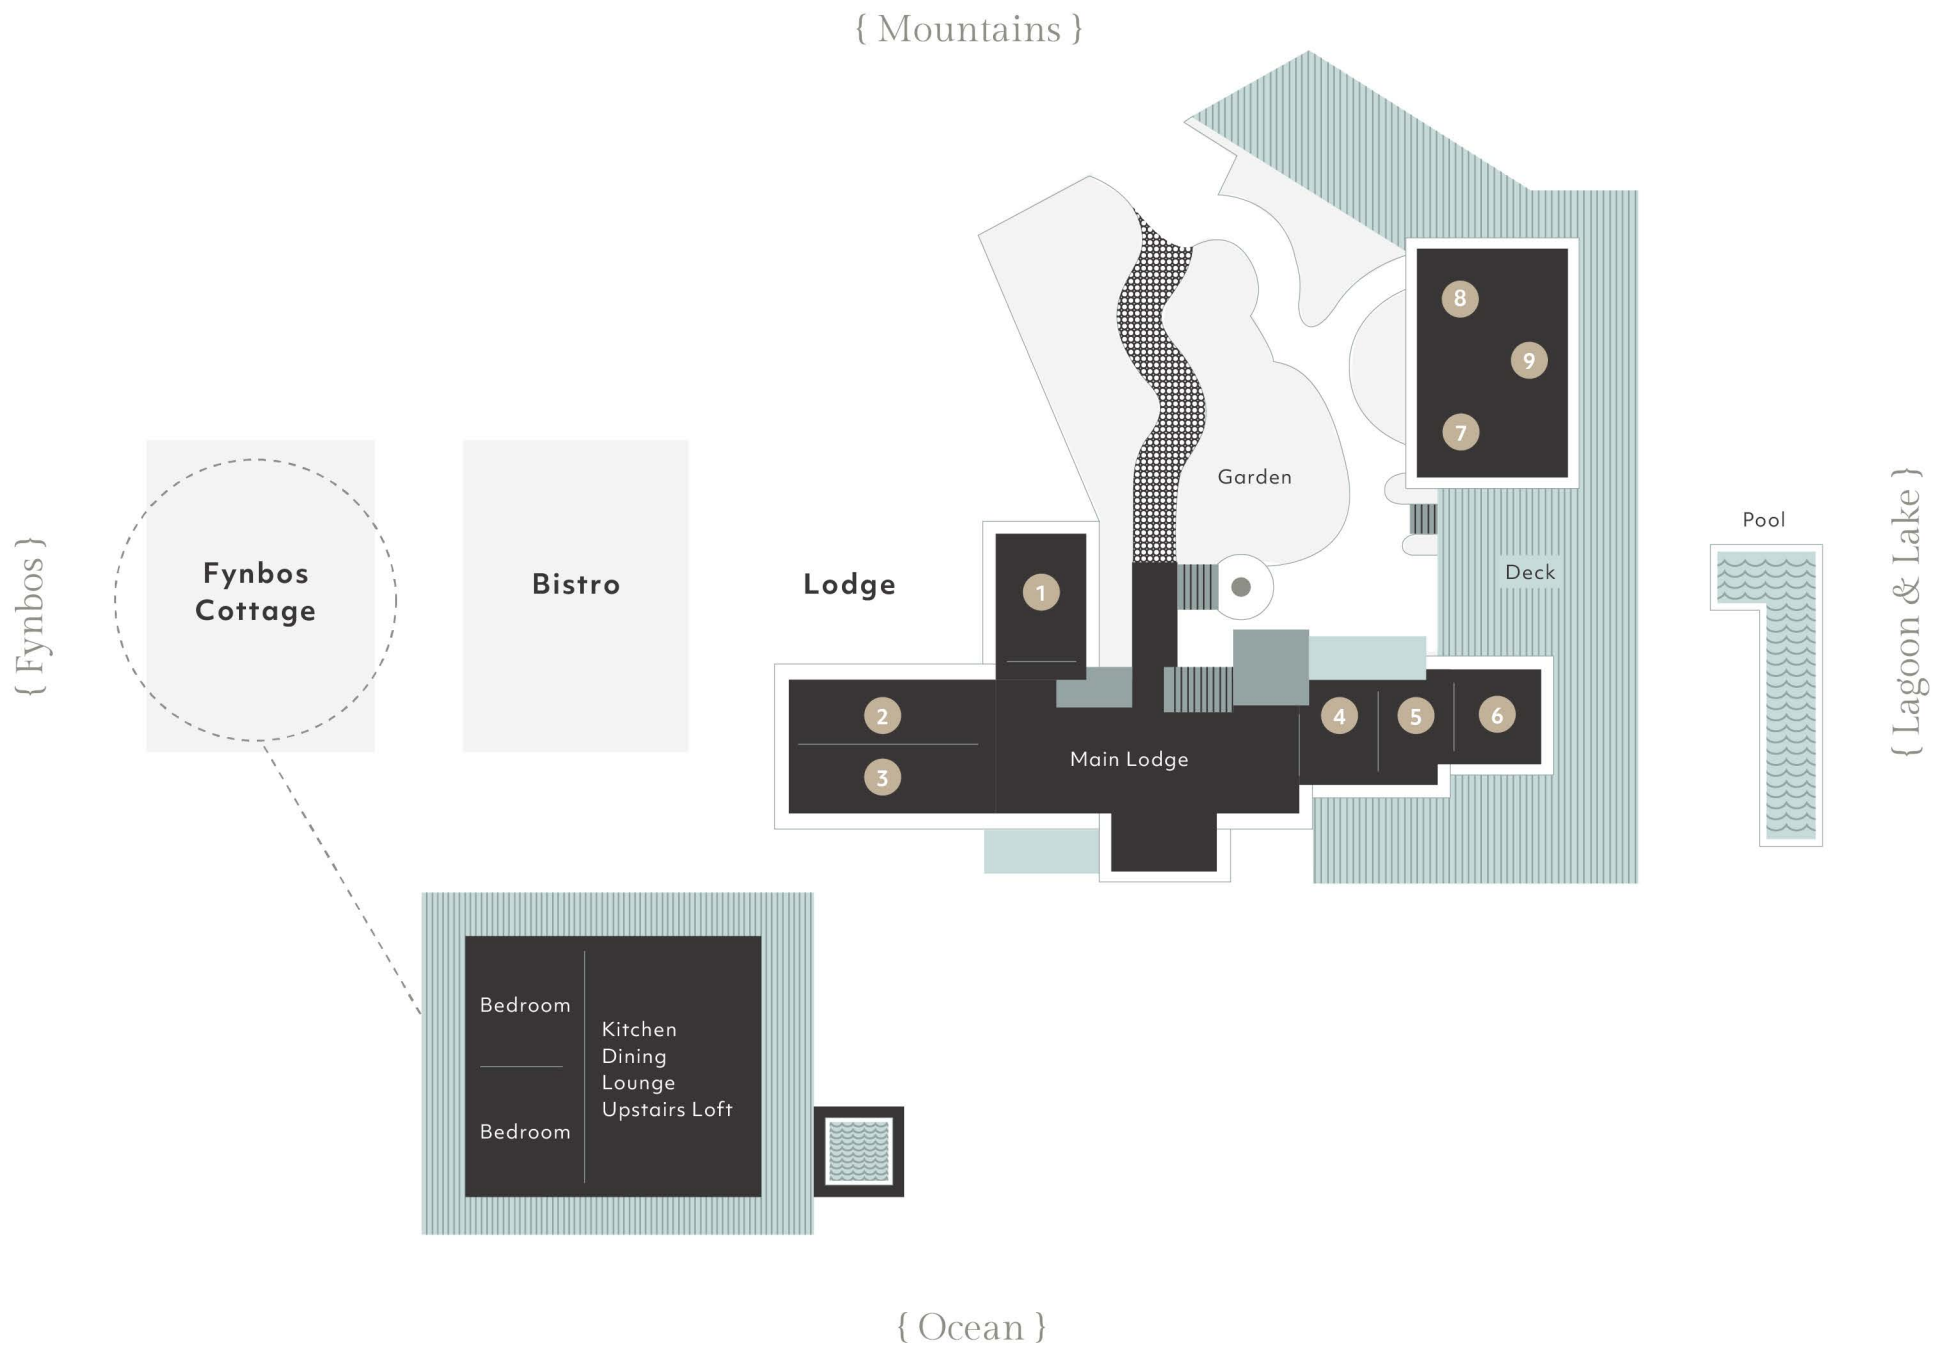 { Mountains }
{ Fynbos }
Fynbos
Cottage
Bistro
Lodge
1
2
3
Main Lodge
4
5
6
Garden
8
9
7
Deck
Pool
{ Lagoon & Lake }
Bedroom
Bedroom
Kitchen
Dining
Lounge
Upstairs Loft
{ Ocean }